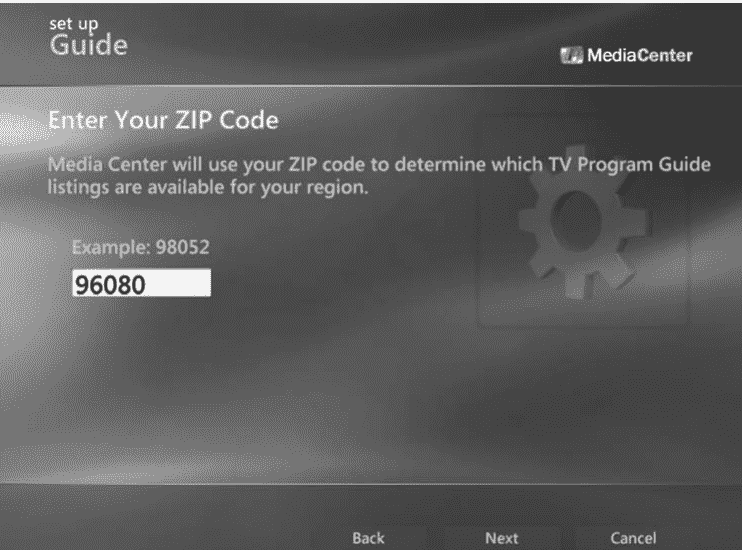 set up
Guide
MediaCenter
Enter Your ZIP Code
Media Center will use your ZIP code to determine which TV Program Guide
listings are available for your region.
Example: 98052
96080
Back Next Cancel